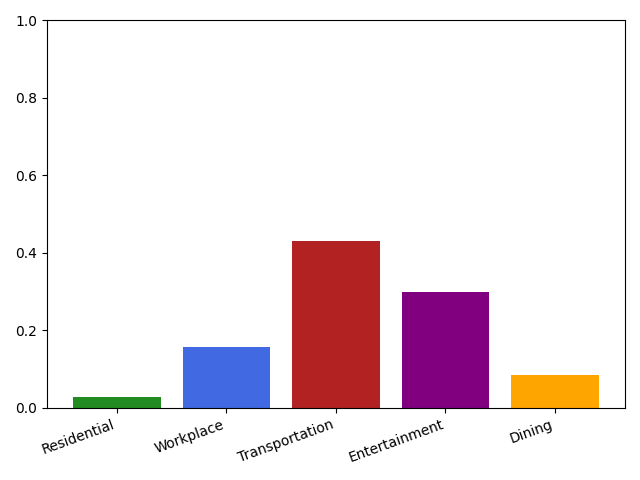 1.0
0.8
0.6
0.4
0.2
0.0
Residential
Workplace
Transportation
Entertainment
Dining